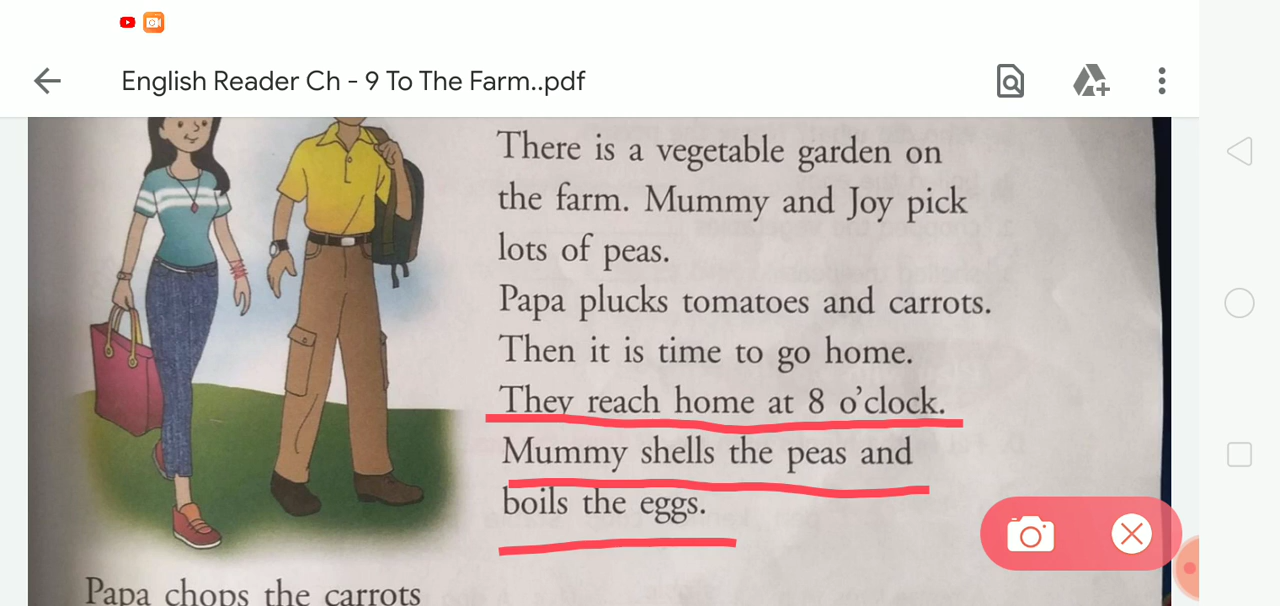 English Reader Ch - 9 To The Farm..pdf
There is a vegetable garden on
the farm. Mummy and Joy pick
lots of peas.
Papa plucks tomatoes and carrots.
Then it is time to go home.
They reach home at 8 o'clock.
Mummy shells the peas and
boils the eggs.
Papa chops the carrots